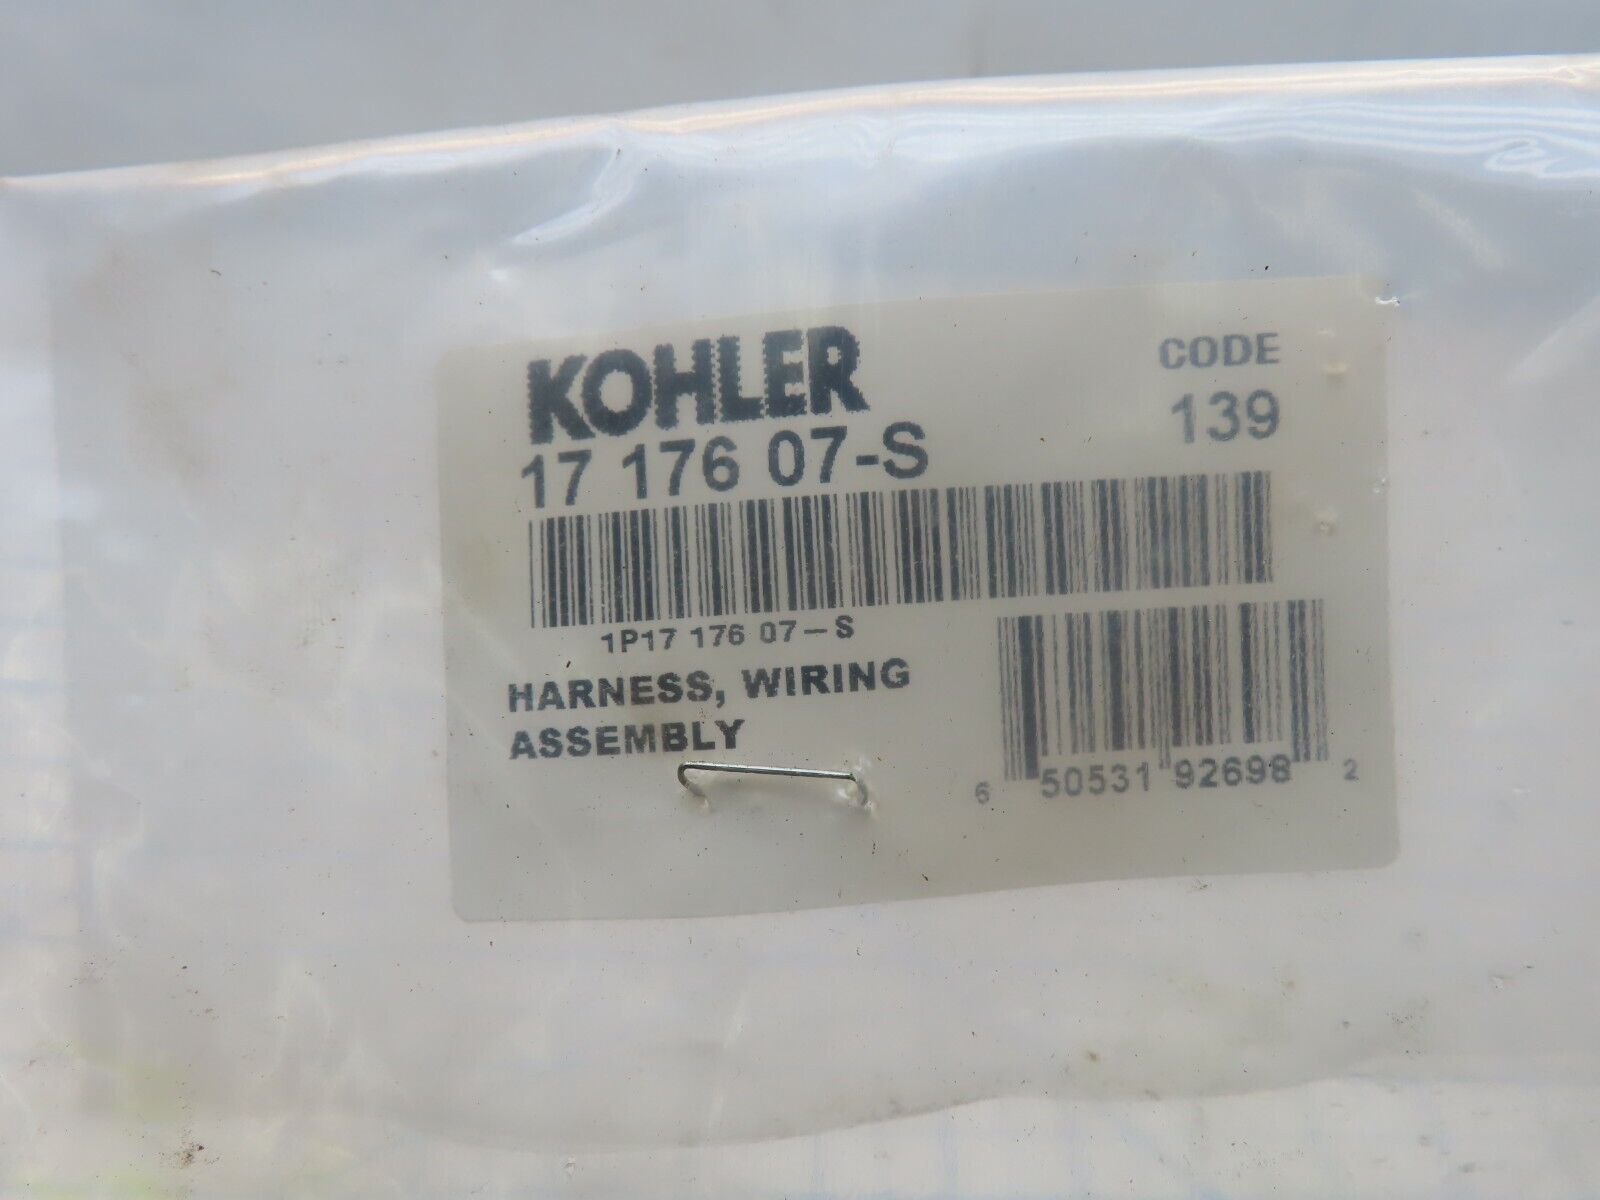 KOHLER
CODE
17 176 07-S
139
1P17 176 07-S
HARNESS, WIRING
ASSEMBLY
6 50531 92698 2